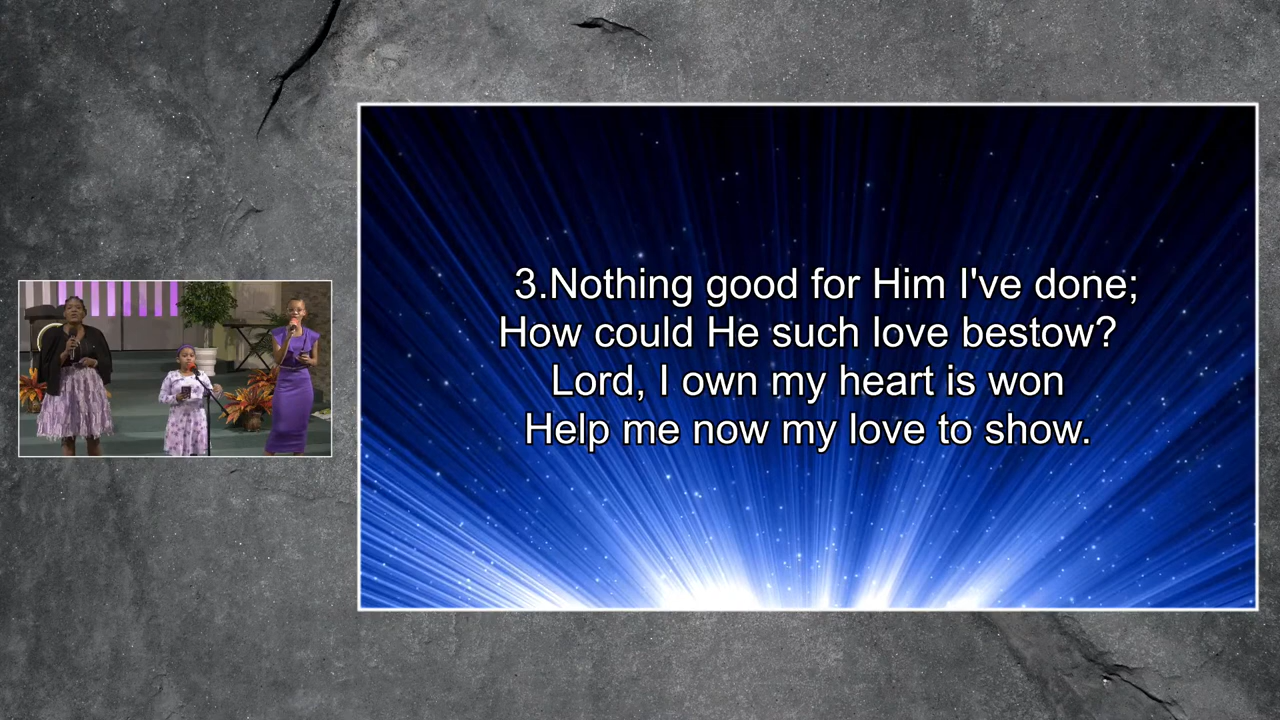 3.Nothing good for Him I've done;
How could He such love bestow?
Lord, I own my heart is won
Help me now my love to show.